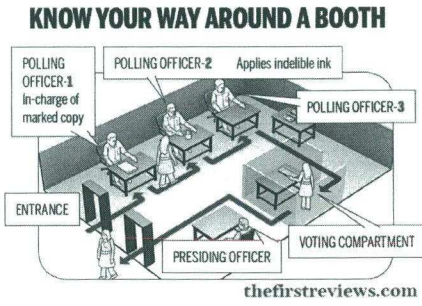 KNOW YOUR WAY AROUND A BOOTH
POLLING
OFFICER-1
In-charge of
marked copy
POLLING OFFICER-2 Applies indelible ink
POLLING OFFICER-3
ENTRANCE
VOTING COMPARTMENT
PRESIDING OFFICER
thefirstreviews.com